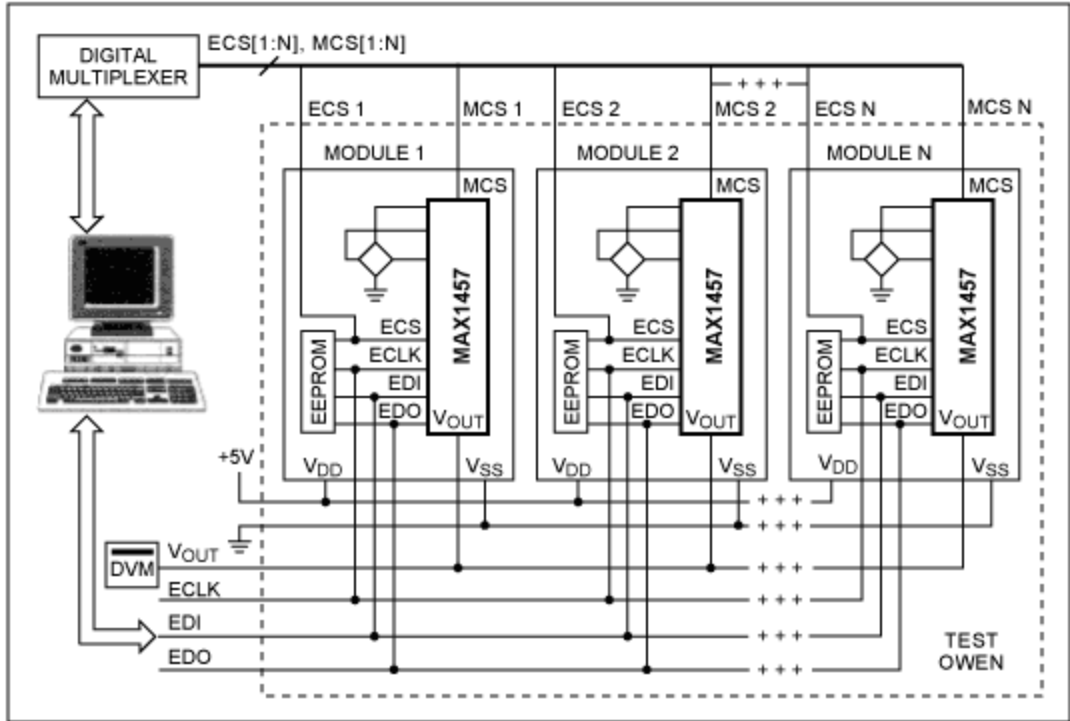 DIGITAL
MULTIPLEXER
ECS[1:N], MCS[1:N]
+ + +
ECS 1
MCS 1
ECS 2
MCS 2
ECS N
MCS N
MODULE 1
MODULE 2
MODULE N
MCS
MCS
MCS
MAX1457
MAX1457
MAX1457
EEPROM
ECS
ECLK
EDI
EDO
VOUT
EEPROM
ECS
ECLK
EDI
EDO
VOUT
EEPROM
ECS
ECLK
EDI
EDO
VOUT
+5V
VDD
VSS
VDD
VSS
VDD
VSS
+ + +
+ + +
DVM
VOUT
+ + +
ECLK
+ + +
EDI
+ + +
EDO
+ + +
TEST
OWEN